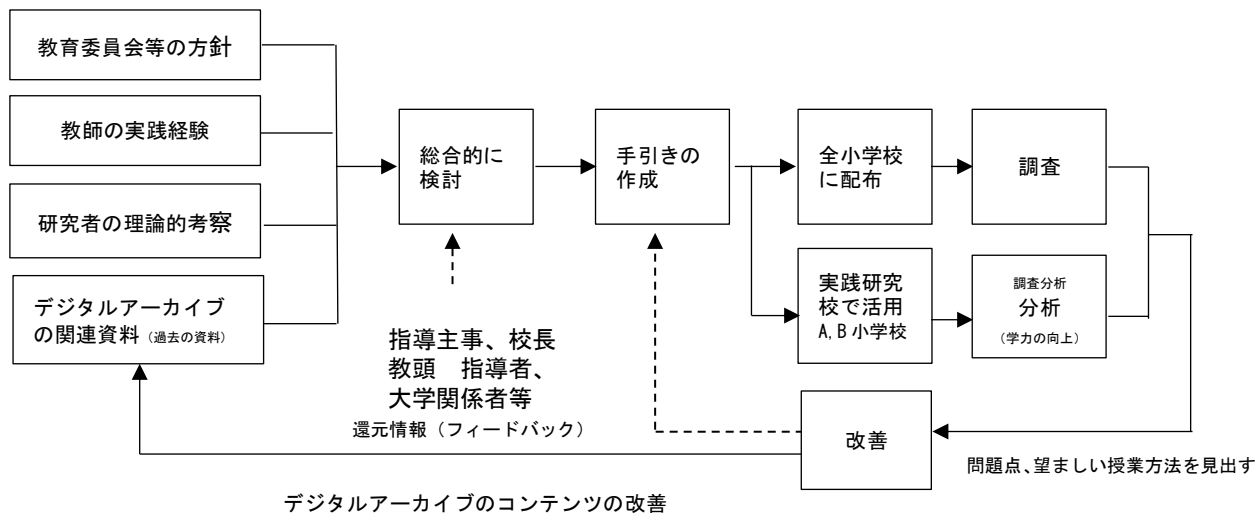 教育委員会等の方針
教師の実践経験
研究者の理論的考察
デジタルアーカイブ
の関連資料（過去の資料）
総合的に
検討
手引きの
作成
全小学校
に配布
調査
実践研究
校で活用
A,B小学校
調査分析
分析
（学力の向上）
指導主事、校長
教頭　指導者、
大学関係者等
還元情報（フィードバック）
改善
問題点、望ましい授業方法を見出す
デジタルアーカイブのコンテンツの改善